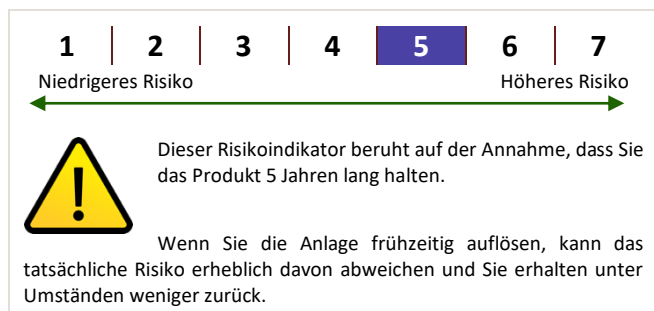 1 2 3 4 5 6 7
Niedrigeres Risiko Höheres Risiko
Dieser Risikoindikator beruht auf der Annahme, dass Sie
das Produkt 5 Jahren lang halten.
Wenn Sie die Anlage frühzeitig auflösen, kann das
tatsächliche Risiko erheblich davon abweichen und Sie erhalten unter
Umständen weniger zurück.